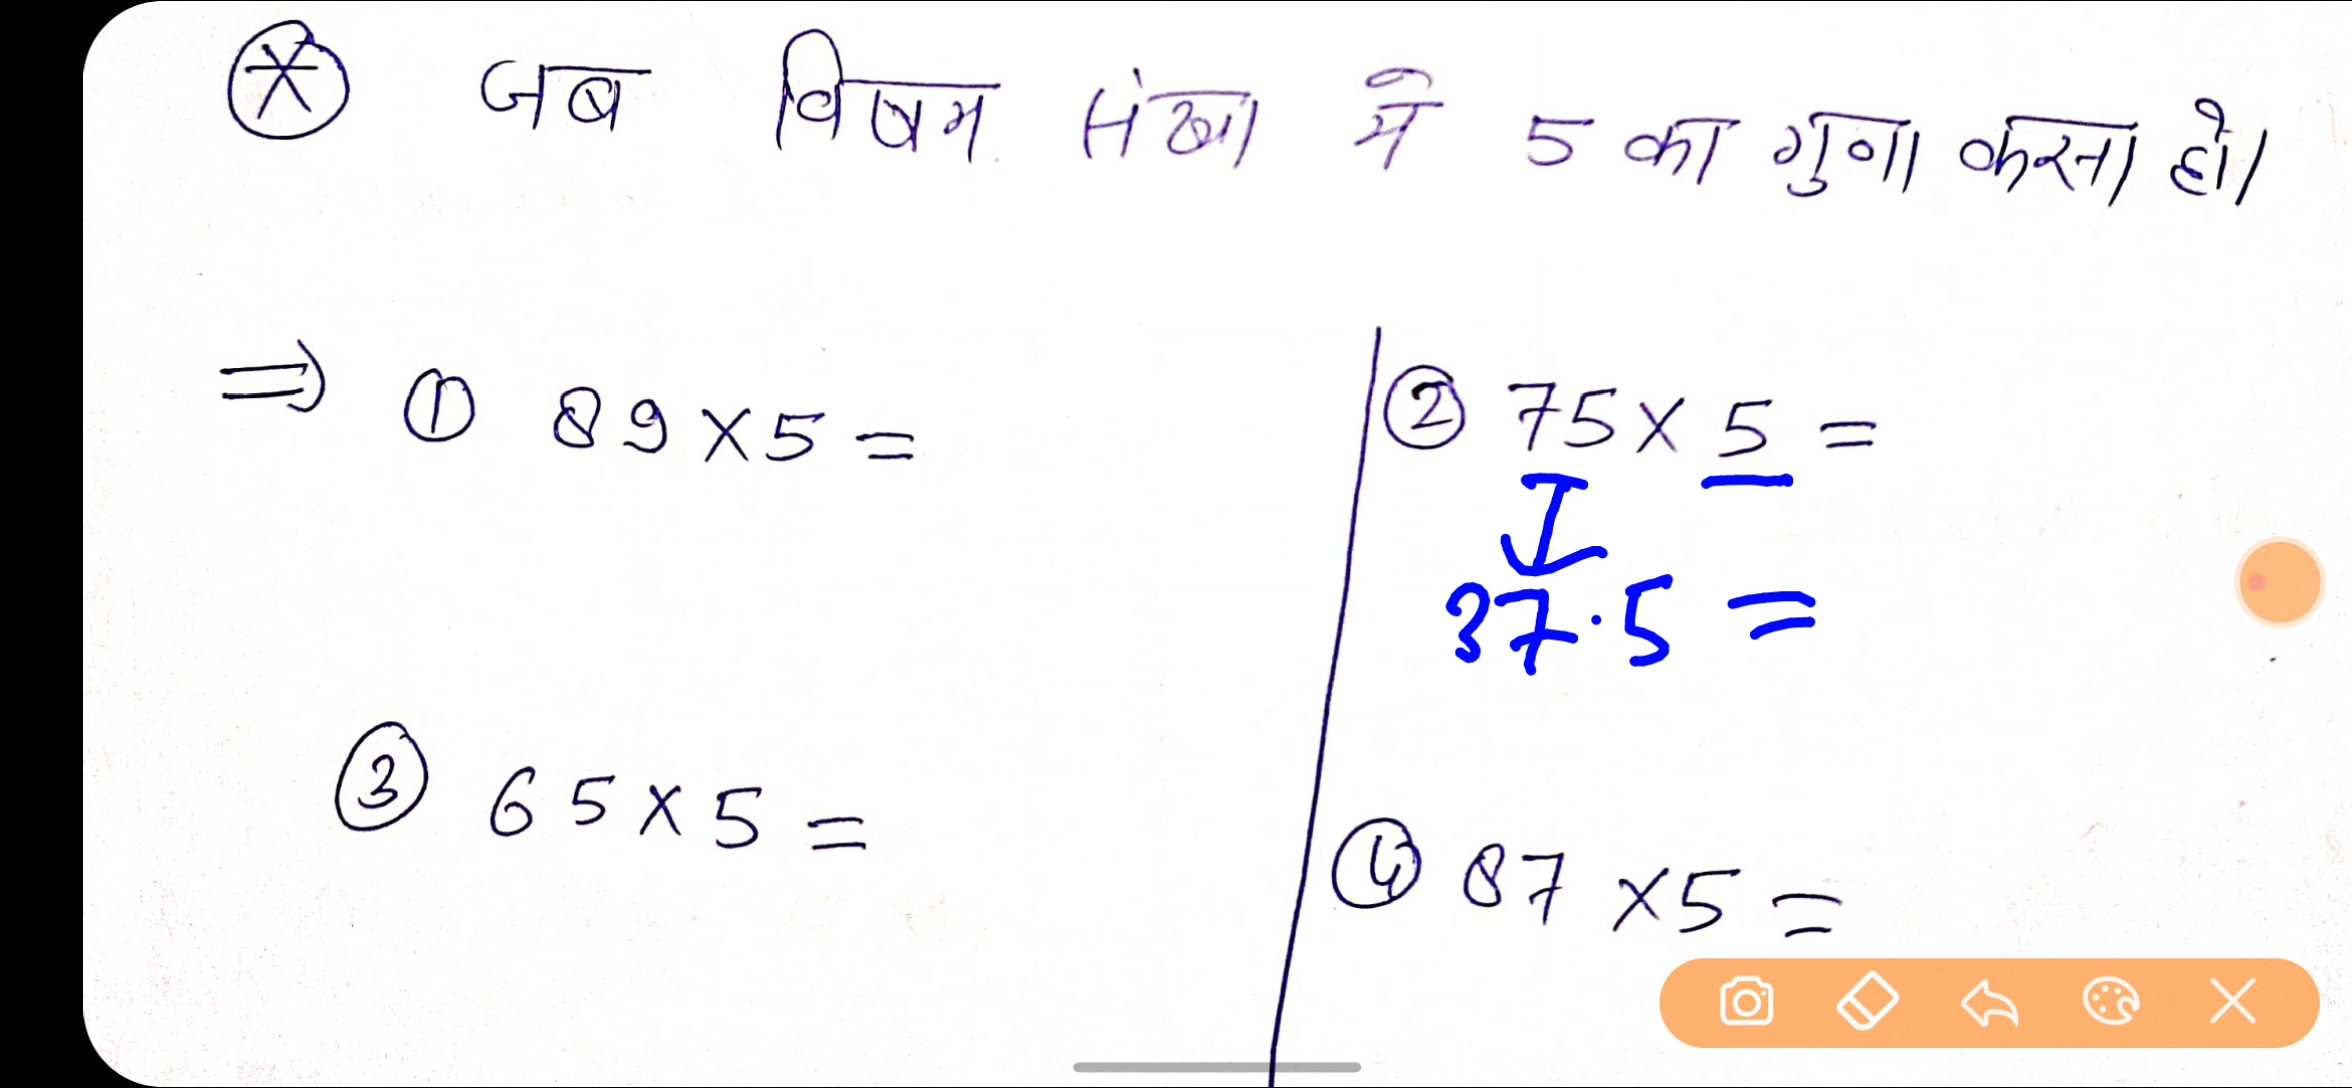 * जब विषम संख्या में 5 का गुणा करना हो।
⇒ ① 89 × 5 =
② 75 × 5 =
37.5 =
③ 65 × 5 =
④ 87 × 5 =